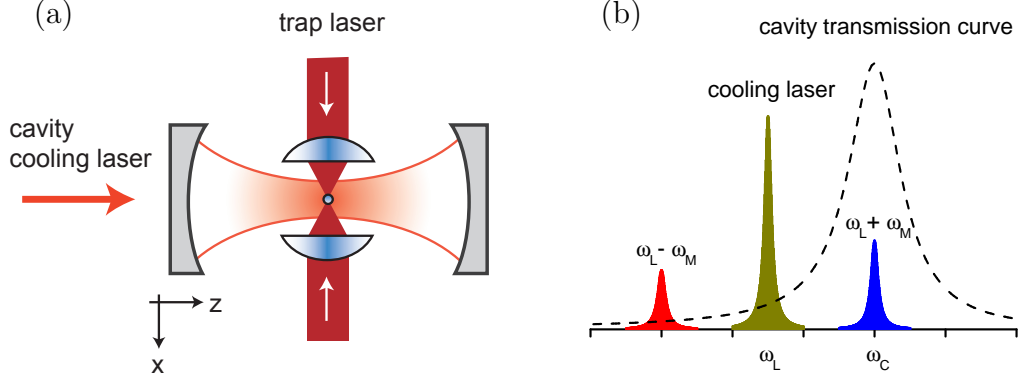 (a)
trap laser
cavity
cooling laser
z
x
(b)
cavity transmission curve
cooling laser
ω_L - ω_M
ω_L + ω_M
ω_L
ω_C